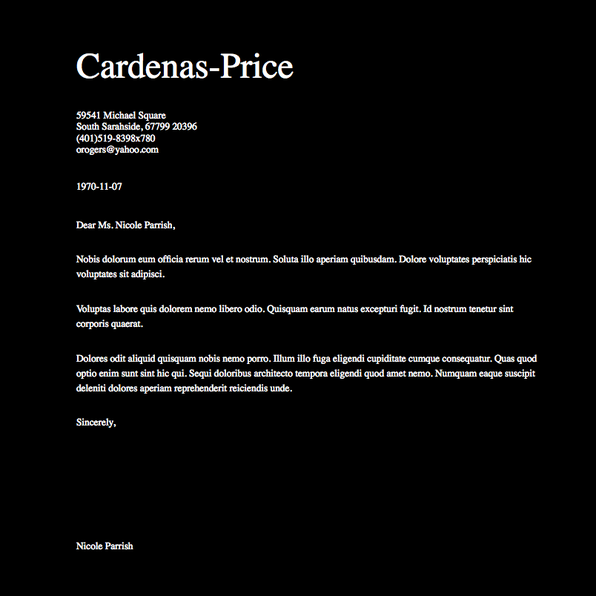 Cardenas-Price
59541 Michael Square
South Sarahside, 67799 20396
(401)519-8398x780
orogers@yahoo.com
1970-11-07
Dear Ms. Nicole Parrish,
Nobis dolorum eum officia rerum vel et nostrum. Soluta illo aperiam quibusdam. Dolore voluptates perspiciatis hic
voluptates sit adipisci.
Voluptas labore quis dolorem nemo libero odio. Quisquam earum natus excepturi fugit. Id nostrum tenetur sint
corporis quaerat.
Dolores odit aliquid quisquam nobis nemo porro. Illum illo fuga eligendi cupiditate cumque consequatur. Quas quod
optio enim sunt sint hic qui. Sequi doloribus architecto tempora eligendi quod amet nemo. Numquam eaque suscipit
deleniti dolores aperiam reprehenderit reiciendis unde.
Sincerely,
Nicole Parrish